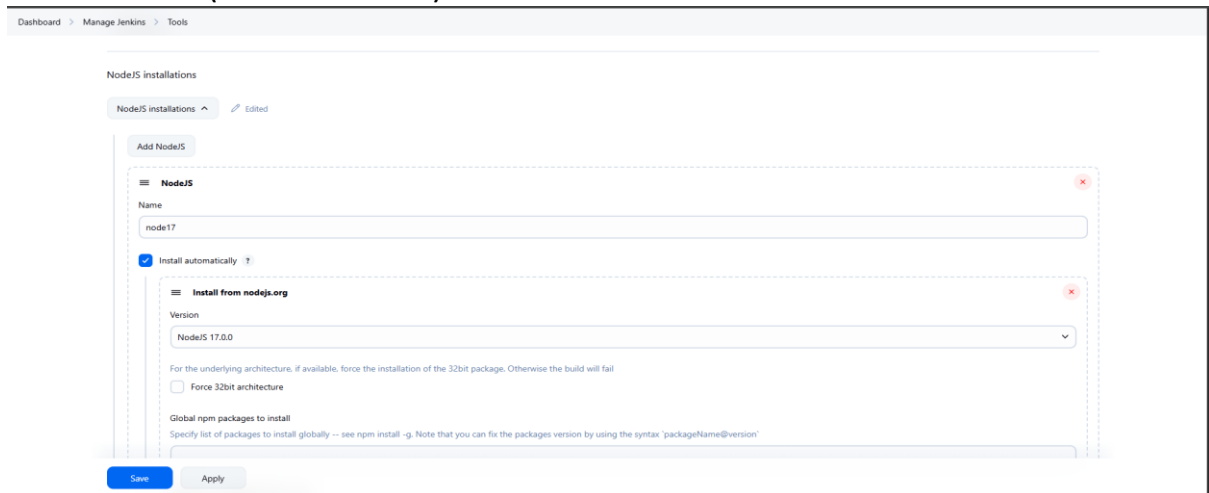 Dashboard > Manage Jenkins > Tools
NodeJS installations
NodeJS installations Edited
Add NodeJS
NodeJS
Name
node17
Install automatically ?
Install from nodejs.org
Version
NodeJS 17.0.0
For the underlying architecture, if available, force the installation of the 32bit package. Otherwise the build will fail
Force 32bit architecture
Global npm packages to install
Specify list of packages to install globally -- see npm install -g. Note that you can fix the packages version by using the syntax `packageName@version`
Save Apply